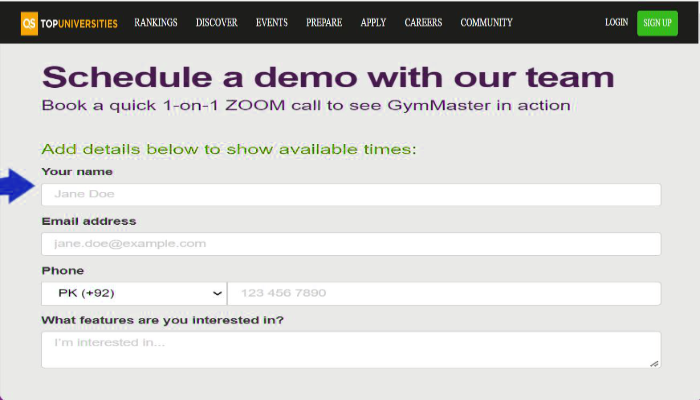 QS TOPUNIVERSITIES RANKINGS DISCOVER EVENTS PREPARE APPLY CAREERS COMMUNITY LOGIN SIGN UP
Schedule a demo with our team
Book a quick 1-on-1 ZOOM call to see GymMaster in action
Add details below to show available times:
Your name
Jane Doe
Email address
jane.doe@example.com
Phone
PK (+92) 123 456 7890
What features are you interested in?
I'm interested in...